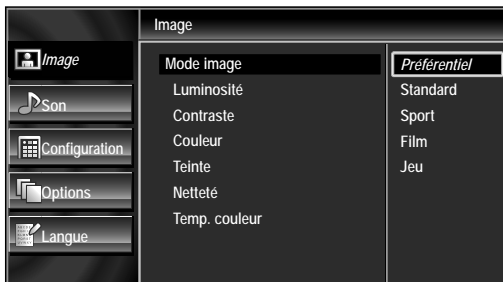 Image
Image
Son
Configuration
Options
Langue
Mode image
Luminosité
Contraste
Couleur
Teinte
Netteté
Temp. couleur
Préférentiel
Standard
Sport
Film
Jeu